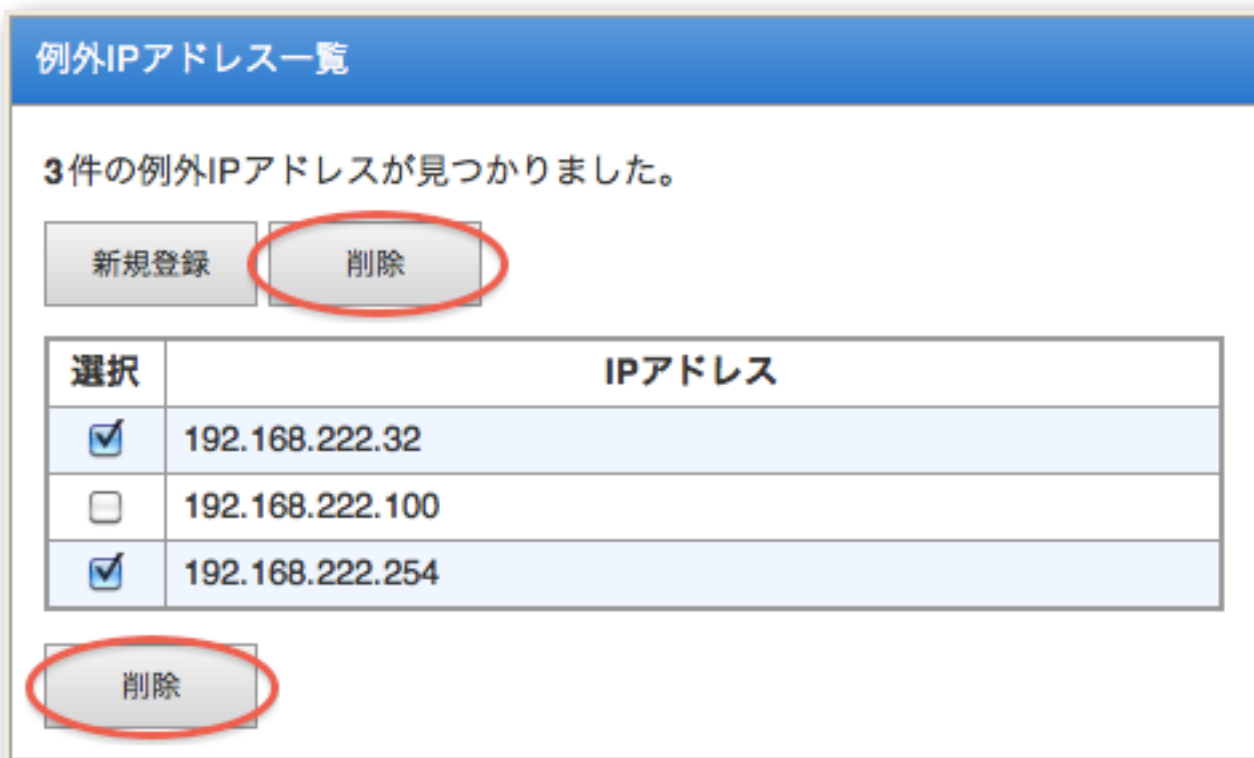 例外IPアドレス一覧
3件の例外IPアドレスが見つかりました。
新規登録 削除
選択 IPアドレス
192.168.222.32
192.168.222.100
192.168.222.254
削除